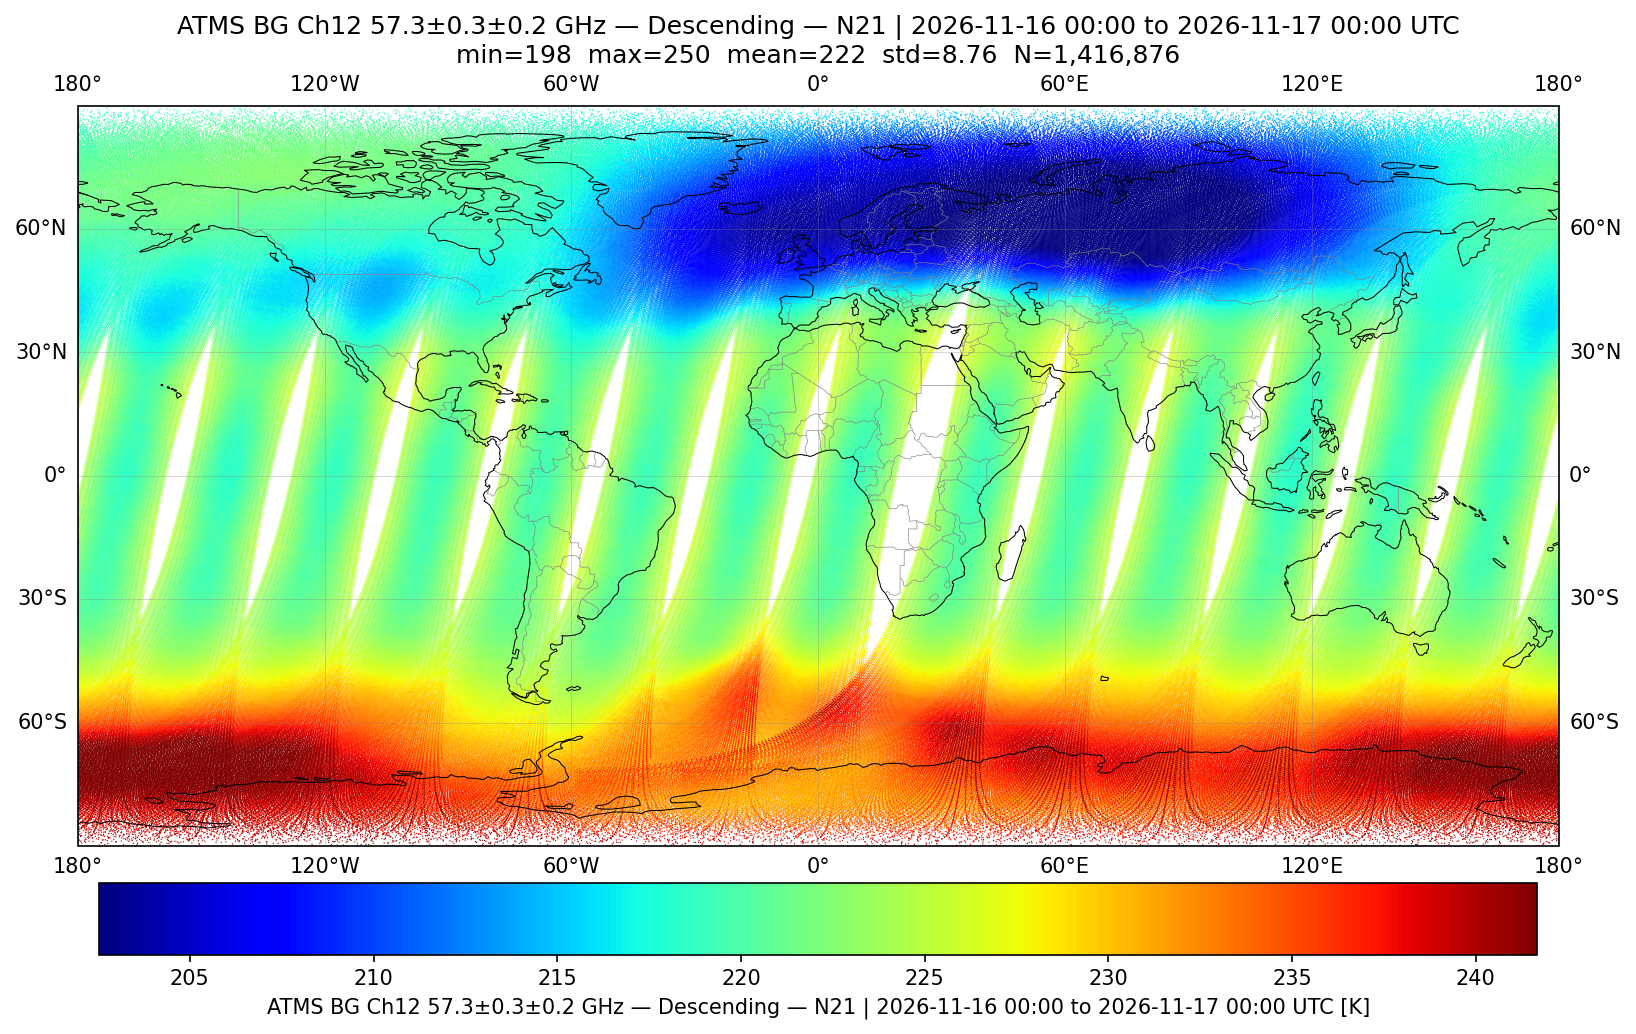 ATMS BG Ch12 57.3±0.3±0.2 GHz — Descending — N21 | 2026-11-16 00:00 to 2026-11-17 00:00 UTC
min=198 max=250 mean=222 std=8.76 N=1,416,876
180° 120°W 60°W 0° 60°E 120°E 180°
60°N 60°N
30°N 30°N
0° 0°
30°S 30°S
60°S 60°S
180° 120°W 60°W 0° 60°E 120°E 180°
205 210 215 220 225 230 235 240
ATMS BG Ch12 57.3±0.3±0.2 GHz — Descending — N21 | 2026-11-16 00:00 to 2026-11-17 00:00 UTC [K]